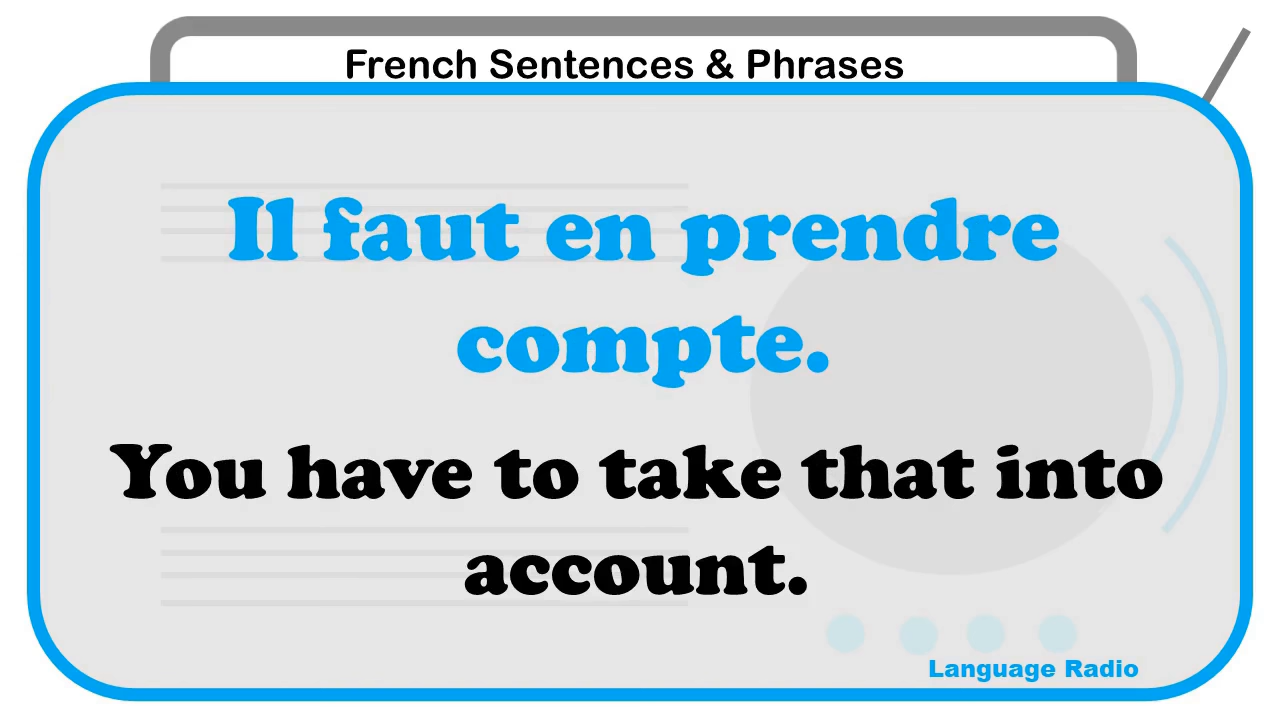 French Sentences & Phrases
Il faut en prendre
compte.
You have to take that into
account.
Language Radio